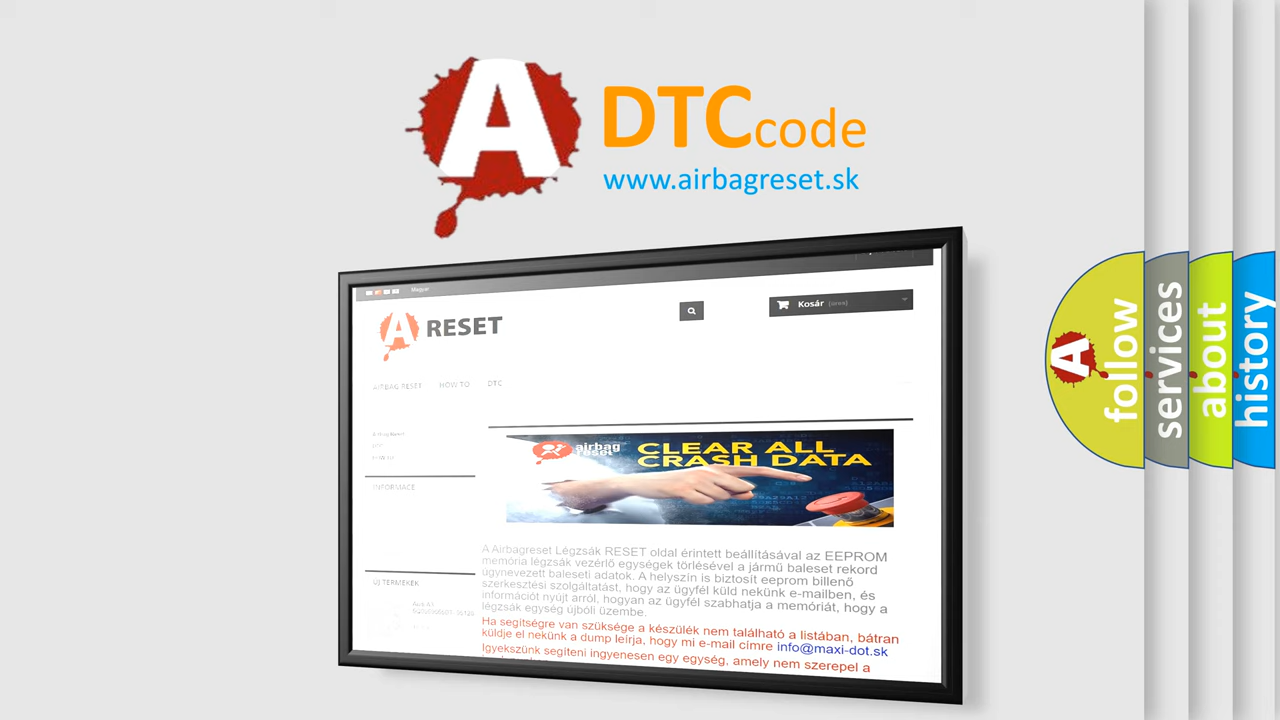 A
DTCcode
www.airbagreset.sk
Magyar
A RESET
Kosár (üres)
AIRBAG RESET HOW TO DTC
INFORMACE
ÚJ TERMÉKEK
airbag
reset
CLEAR ALL
CRASH DATA
A Airbagreset Légzsák RESET oldal érintett beállításával az EEPROM
memória légzsák vezérlő egységek törlésével a jármű baleset rekord
úgynevezett baleseti adatok. A helyszín is biztosít eeprom billenő
szerkesztési szolgáltatást, hogy az ügyfél küld nekünk e-mailben, és
információt nyújt arról, hogyan az ügyfél szabhatja a memóriát, hogy a
légzsák egység újbóli üzembe.
Ha segítségre van szüksége a készülék nem található a listában, bátran
küldje el nekünk a dump leírja, hogy mi e-mail címre info@maxi-dot.sk
Igyekszünk segíteni ingyenesen egy egység, amely nem szerepel a
A
follow
services
about
history